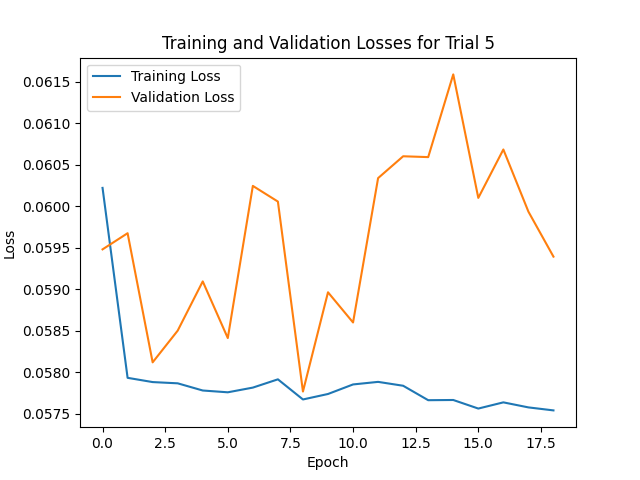 Training and Validation Losses for Trial 5
Training Loss
Validation Loss
Loss
0.0615
0.0610
0.0605
0.0600
0.0595
0.0590
0.0585
0.0580
0.0575
0.0 2.5 5.0 7.5 10.0 12.5 15.0 17.5
Epoch